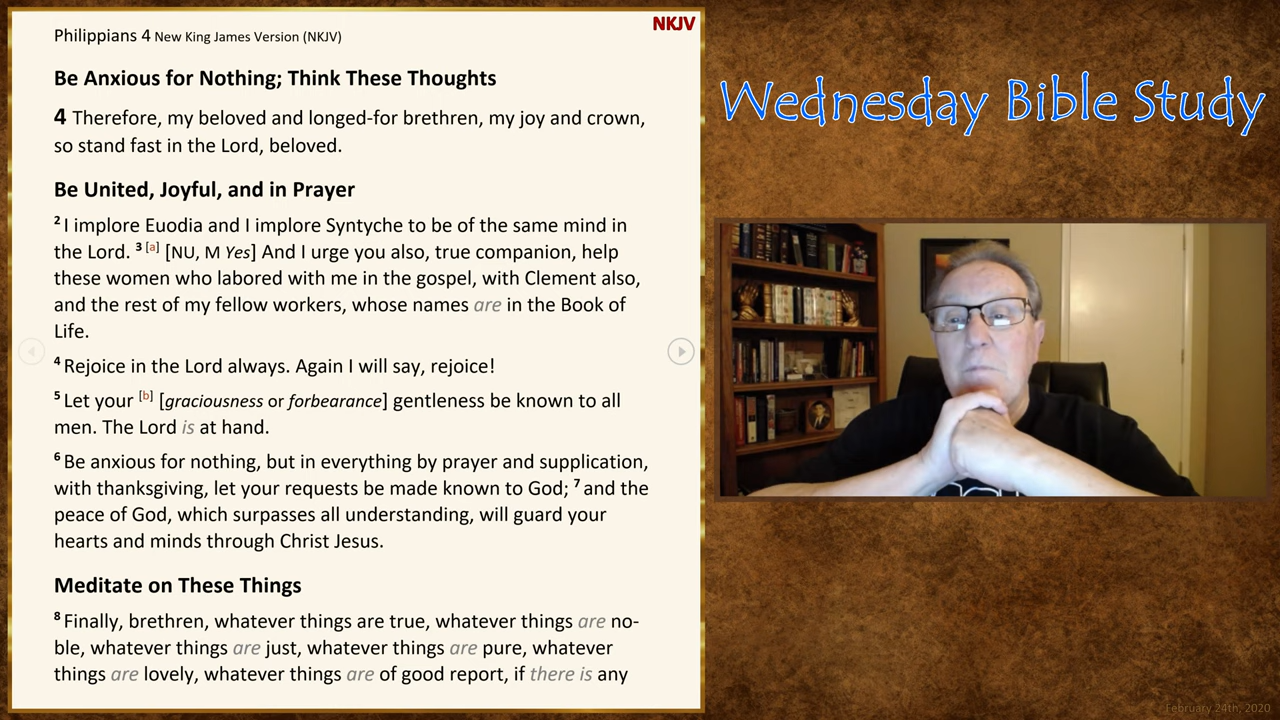 NKJV
Philippians 4 New King James Version (NKJV)
Be Anxious for Nothing; Think These Thoughts
4 Therefore, my beloved and longed-for brethren, my joy and crown,
so stand fast in the Lord, beloved.
Be United, Joyful, and in Prayer
2 I implore Euodia and I implore Syntyche to be of the same mind in
the Lord. 3 [a] [NU, M Yes] And I urge you also, true companion, help
these women who labored with me in the gospel, with Clement also,
and the rest of my fellow workers, whose names are in the Book of
Life.
4 Rejoice in the Lord always. Again I will say, rejoice!
5 Let your [b] [graciousness or forbearance] gentleness be known to all
men. The Lord is at hand.
6 Be anxious for nothing, but in everything by prayer and supplication,
with thanksgiving, let your requests be made known to God; 7 and the
peace of God, which surpasses all understanding, will guard your
hearts and minds through Christ Jesus.
Meditate on These Things
8 Finally, brethren, whatever things are true, whatever things are no-
ble, whatever things are just, whatever things are pure, whatever
things are lovely, whatever things are of good report, if there is any
Wednesday Bible Study
February 24th, 2020